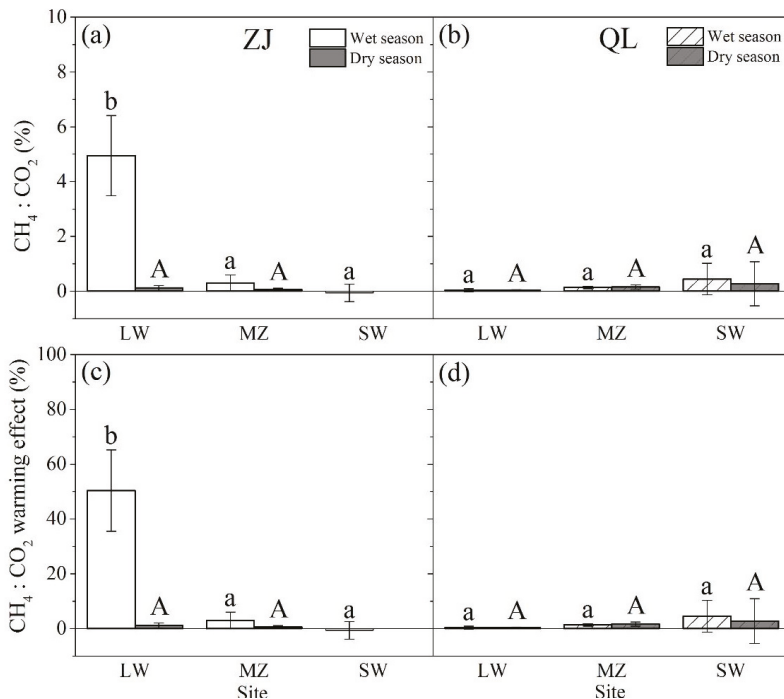 (a)
ZJ
Wet season
Dry season
(b)
QL
Wet season
Dry season
10
8
6
4
2
0
CH₄ : CO₂ (%)
b
A
a
A
a
a
A
a
A
a
A
LW
MZ
SW
LW
MZ
SW
(c)
(d)
100
80
60
40
20
0
CH₄ : CO₂ warming effect (%)
b
A
a
A
a
a
A
a
A
a
A
LW
MZ
SW
LW
MZ
SW
Site
Site